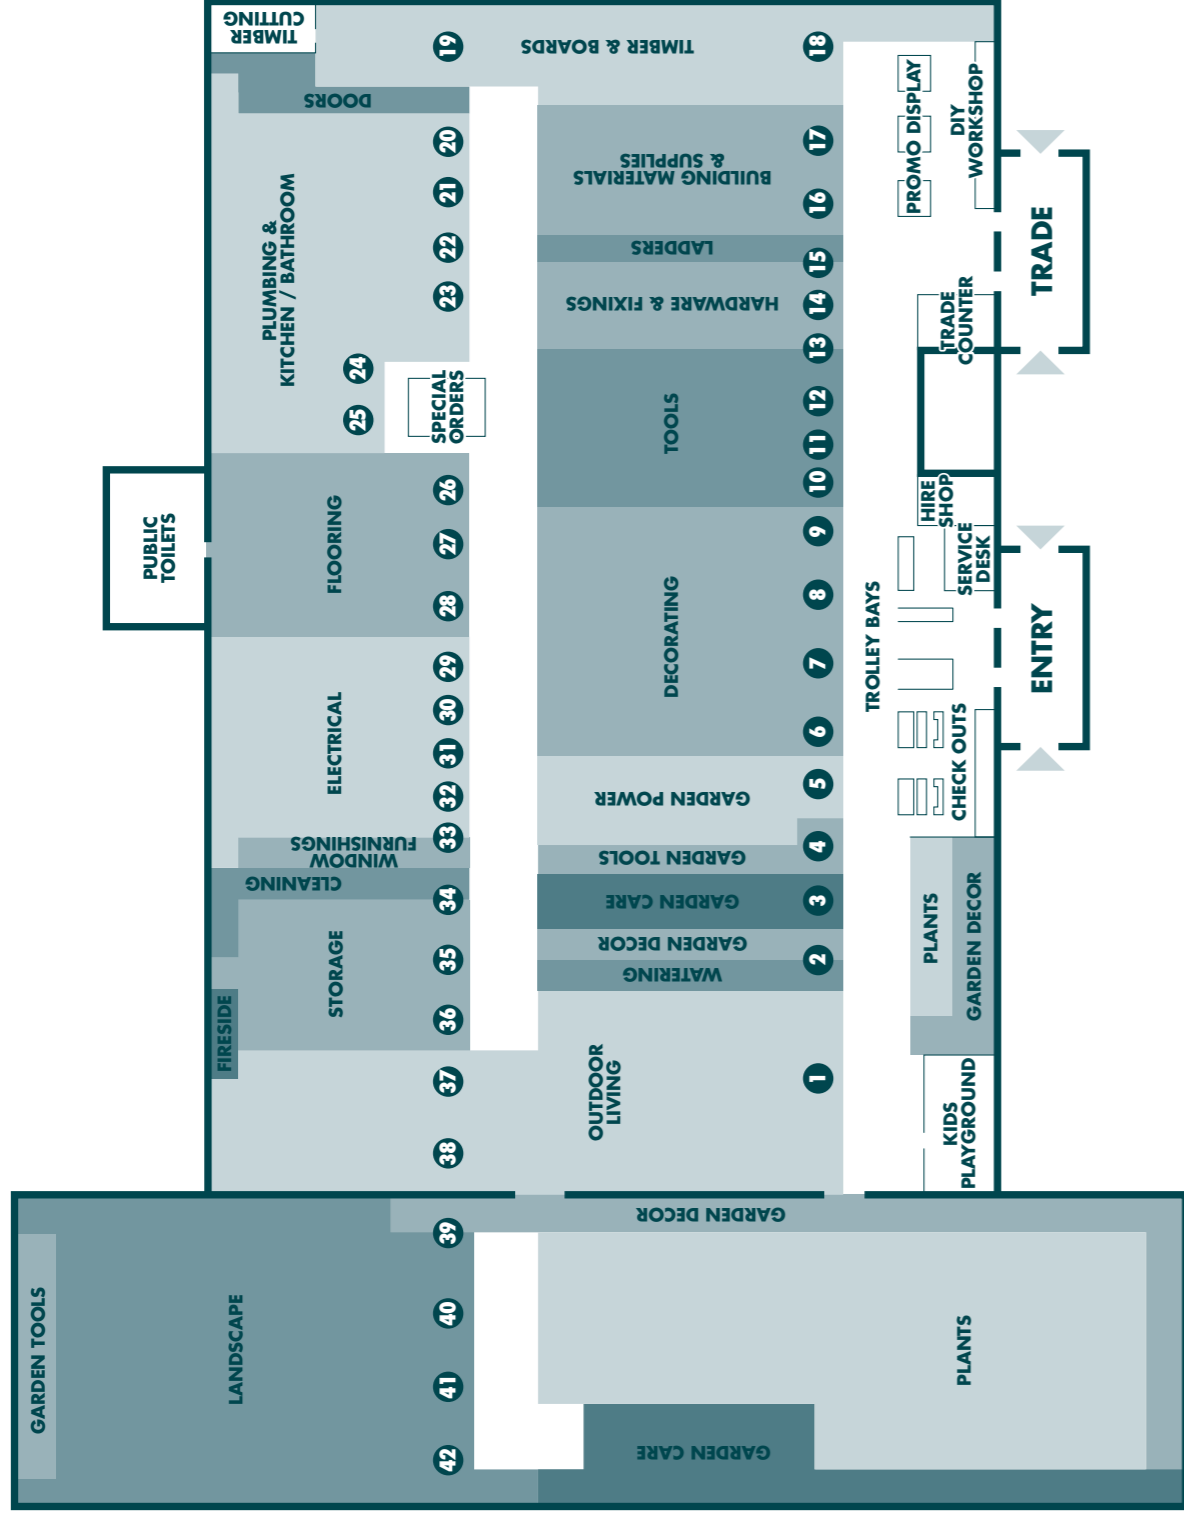 TIMBER
CUTTING
19
TIMBER & BOARDS
18
DOORS
PROMO DISPLAY
DIY
WORKSHOP
20
21
22
23
PLUMBING &
KITCHEN / BATHROOM
24
25
SPECIAL
ORDERS
BUILDING MATERIALS
& SUPPLIES
17
16
LADDERS
15
HARDWARE & FIXINGS
14
13
TRADE
COUNTER
TRADE
TOOLS
12
11
10
PUBLIC
TOILETS
FLOORING
26
27
28
DECORATING
9
8
7
6
HIRE
SHOP
SERVICE
DESK
TROLLEY BAYS
ENTRY
CHECK OUTS
ELECTRICAL
29
30
31
32
33
WINDOW
FURNISHINGS
CLEANING
34
GARDEN POWER
5
GARDEN TOOLS
4
GARDEN CARE
3
GARDEN DECOR
2
WATERING
PLANTS
GARDEN DECOR
STORAGE
35
36
FIRESIDE
37
38
OUTDOOR
LIVING
1
KIDS
PLAYGROUND
GARDEN DECOR
39
40
41
42
GARDEN TOOLS
LANDSCAPE
PLANTS
GARDEN CARE